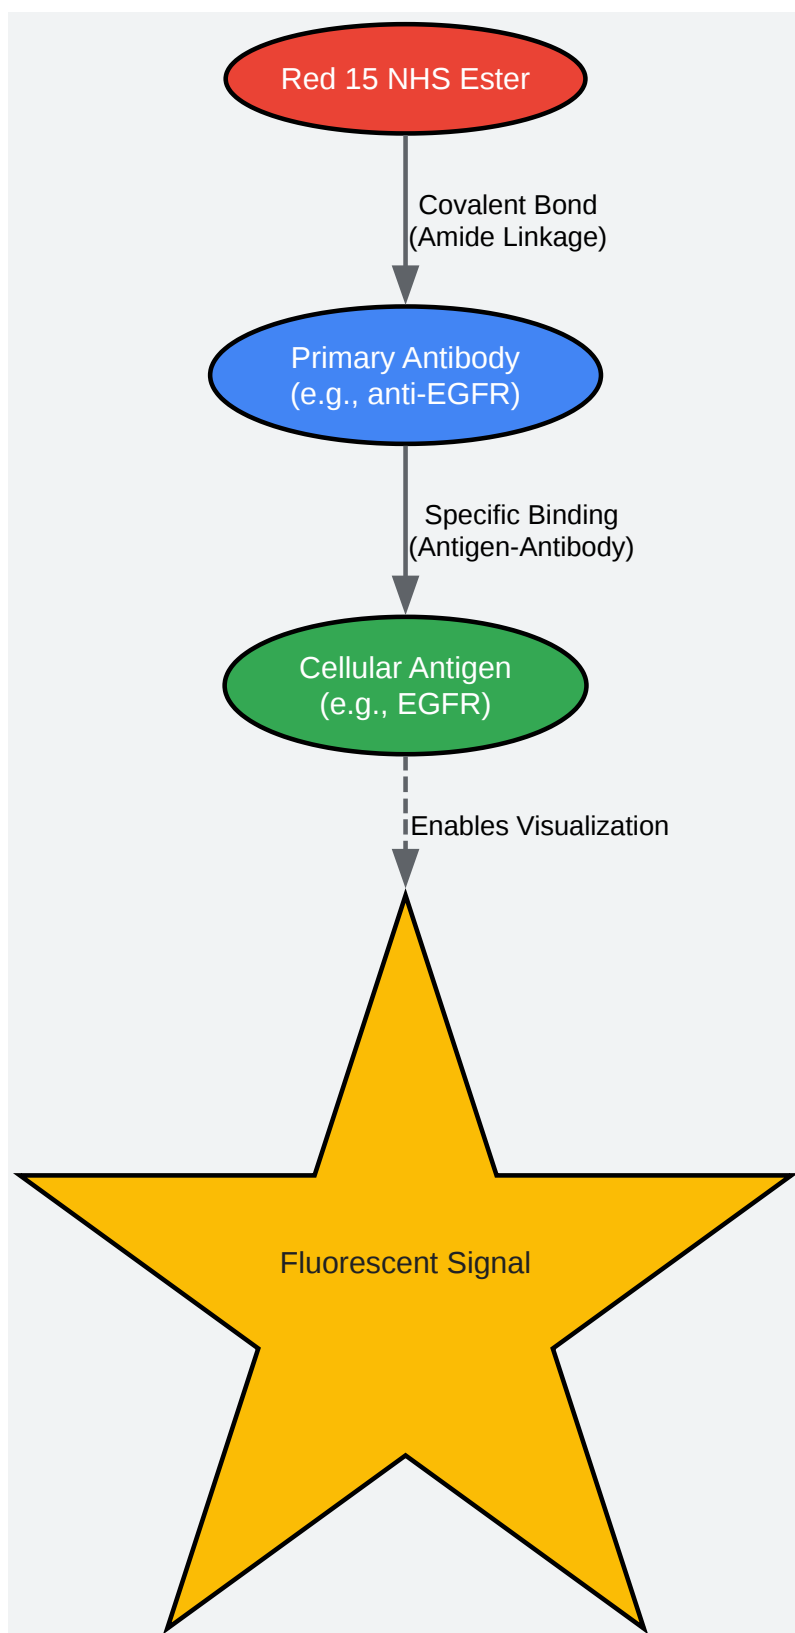 Red 15 NHS Ester
Covalent Bond
(Amide Linkage)
Primary Antibody
(e.g., anti-EGFR)
Specific Binding
(Antigen-Antibody)
Cellular Antigen
(e.g., EGFR)
Enables Visualization
Fluorescent Signal